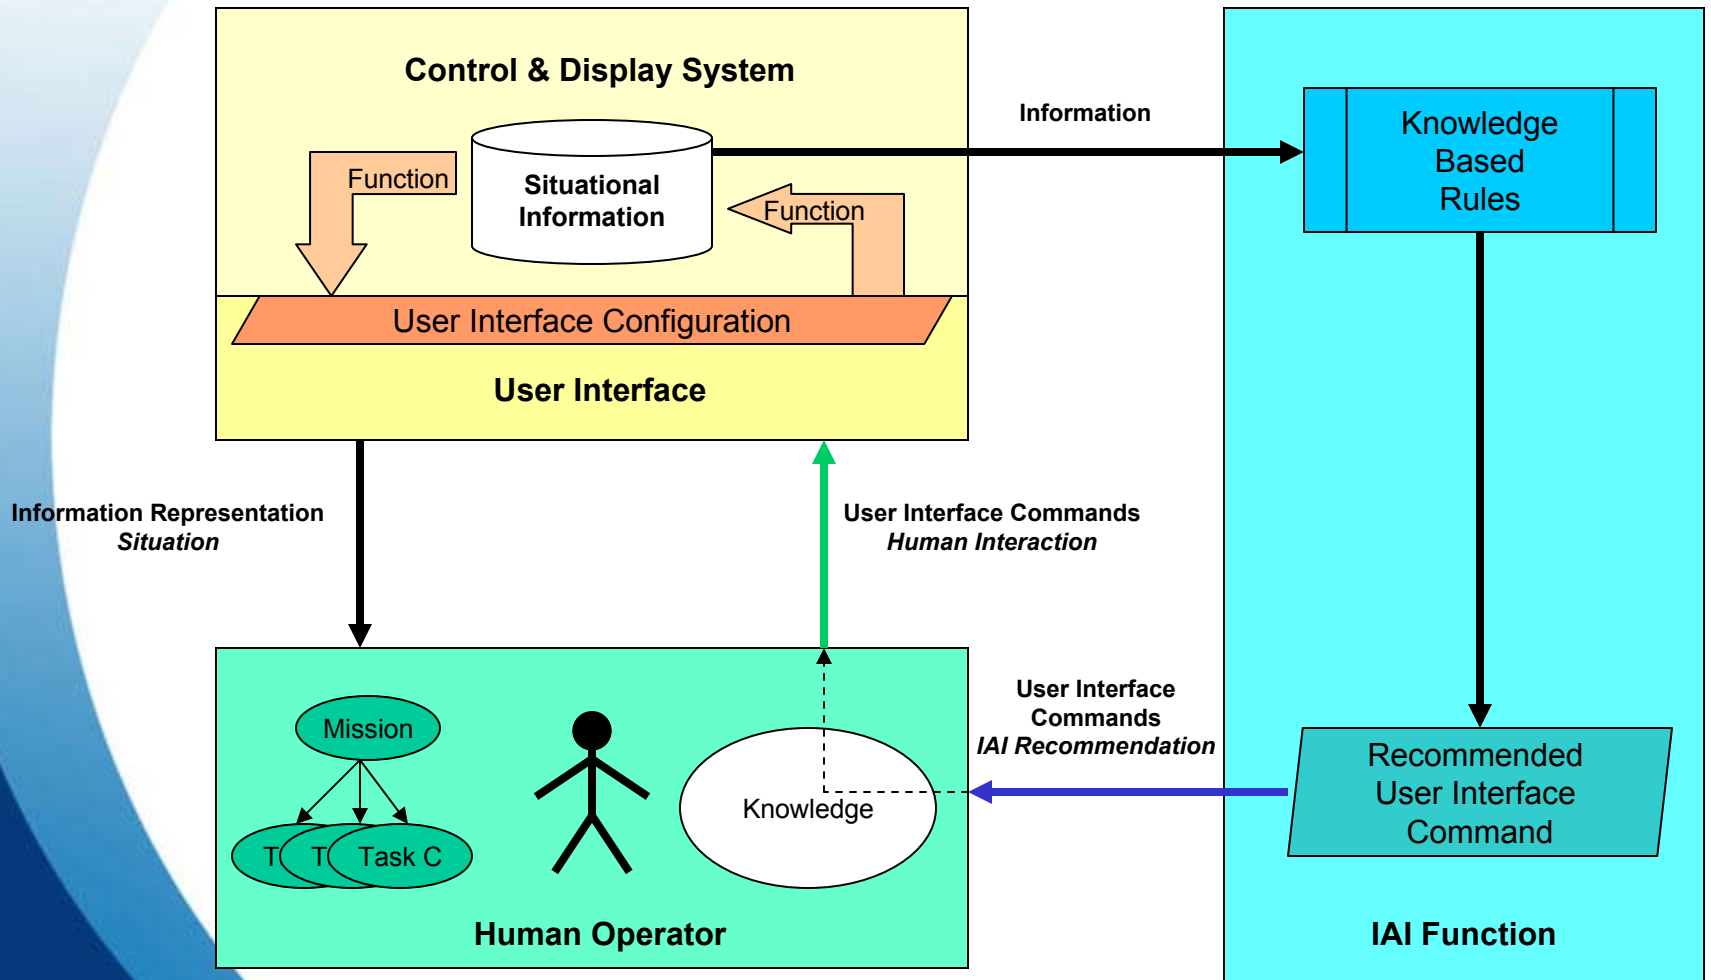 Control & Display System
Information
Knowledge
Based
Rules
Function
Situational
Information
Function
User Interface Configuration
User Interface
Information Representation
Situation
User Interface Commands
Human Interaction
User Interface
Commands
IAI Recommendation
Mission
T
T
Task C
Knowledge
Recommended
User Interface
Command
Human Operator
IAI Function